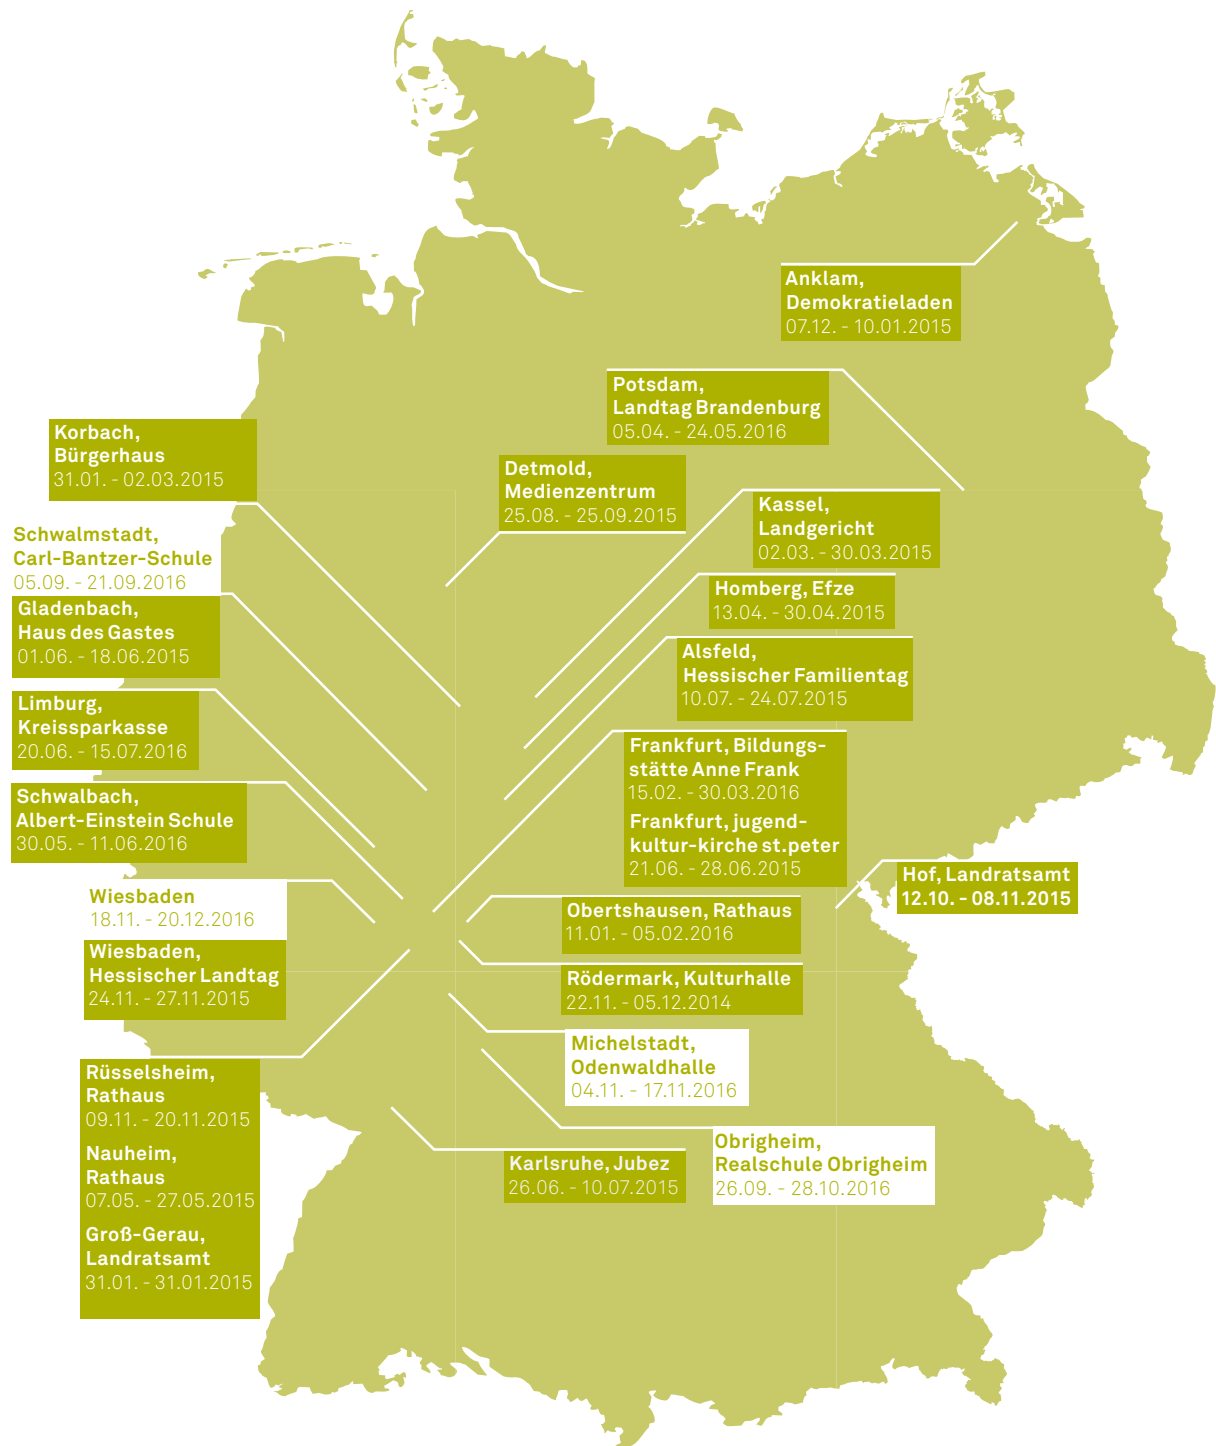 Anklam,
Demokratieladen
07.12. - 10.01.2015
Potsdam,
Landtag Brandenburg
05.04. - 24.05.2016
Korbach,
Bürgerhaus
31.01. - 02.03.2015
Detmold,
Medienzentrum
25.08. - 25.09.2015
Kassel,
Landgericht
02.03. - 30.03.2015
Schwalmstadt,
Carl-Bantzer-Schule
05.09. - 21.09.2016
Homberg, Efze
13.04. - 30.04.2015
Gladenbach,
Haus des Gastes
01.06. - 18.06.2015
Alsfeld,
Hessischer Familientag
10.07. - 24.07.2015
Limburg,
Kreissparkasse
20.06. - 15.07.2016
Frankfurt, Bildungs-
stätte Anne Frank
15.02. - 30.03.2016
Frankfurt, jugend-
kultur-kirche st.peter
21.06. - 28.06.2015
Schwalbach,
Albert-Einstein Schule
30.05. - 11.06.2016
Hof, Landratsamt
12.10. - 08.11.2015
Wiesbaden
18.11. - 20.12.2016
Wiesbaden,
Hessischer Landtag
24.11. - 27.11.2015
Obertshausen, Rathaus
11.01. - 05.02.2016
Rödermark, Kulturhalle
22.11. - 05.12.2014
Michelstadt,
Odenwaldhalle
04.11. - 17.11.2016
Rüsselsheim,
Rathaus
09.11. - 20.11.2015
Nauheim,
Rathaus
07.05. - 27.05.2015
Groß-Gerau,
Landratsamt
31.01. - 31.01.2015
Karlsruhe, Jubez
26.06. - 10.07.2015
Obrigheim,
Realschule Obrigheim
26.09. - 28.10.2016